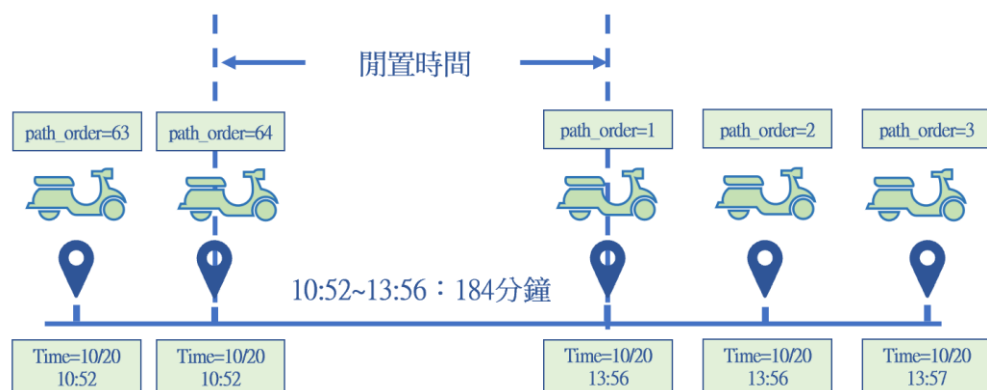 閒置時間
path_order=63
path_order=64
path_order=1
path_order=2
path_order=3
10:52~13:56：184分鐘
Time=10/20
10:52
Time=10/20
10:52
Time=10/20
13:56
Time=10/20
13:56
Time=10/20
13:57